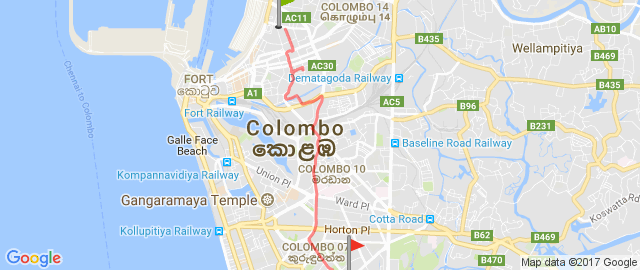 COLOMBO 14
கொழும்பு 14
AC11
B435
AB10
Wellampitiya
FORT
කොටුව
AC30
Dematagoda Railway
B435
A1
AC5
B96
Fort Railway
Colombo
කොළඹ
B231
Galle Face
Beach
Baseline Road Railway
Chennai to Colombo
Kompannavidiya Railway
COLOMBO 10
මරදාන
Union Pl
Gangaramaya Temple
Ward Pl
Koswatta Rd
Cotta Road
Kollupitiya Railway
Horton Pl
B62
B469
COLOMBO 07
කුරුඳුවත්ත
B470
B469
Google
Map data ©2017 Google